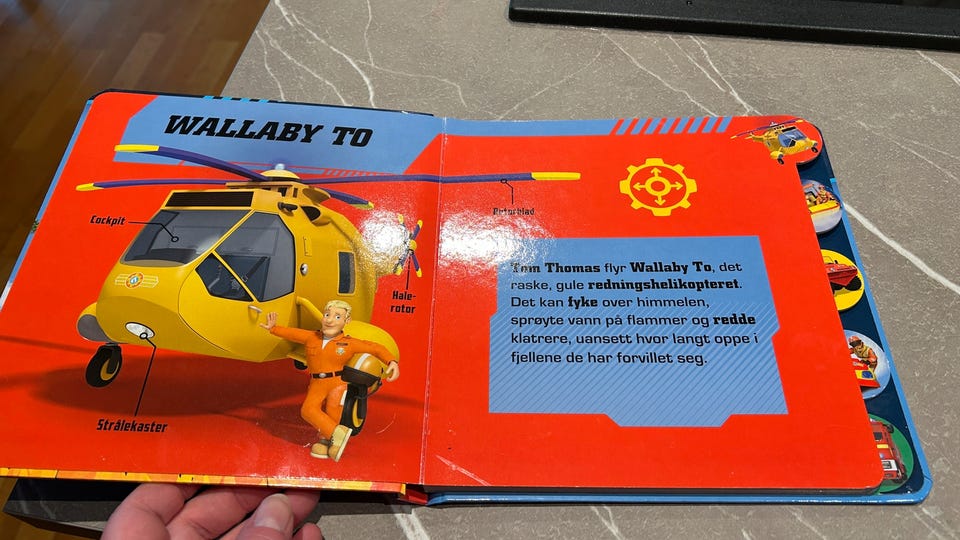 WALLABY TO
Cockpit
Rotorblad
Hale-
rotor
Strålekaster
Tom Thomas flyr Wallaby To, det
raske, gule redningshelikopteret.
Det kan fyke over himmelen,
sprøyte vann på flammer og redde
klatrere, uansett hvor langt oppe i
fjellene de har forvillet seg.